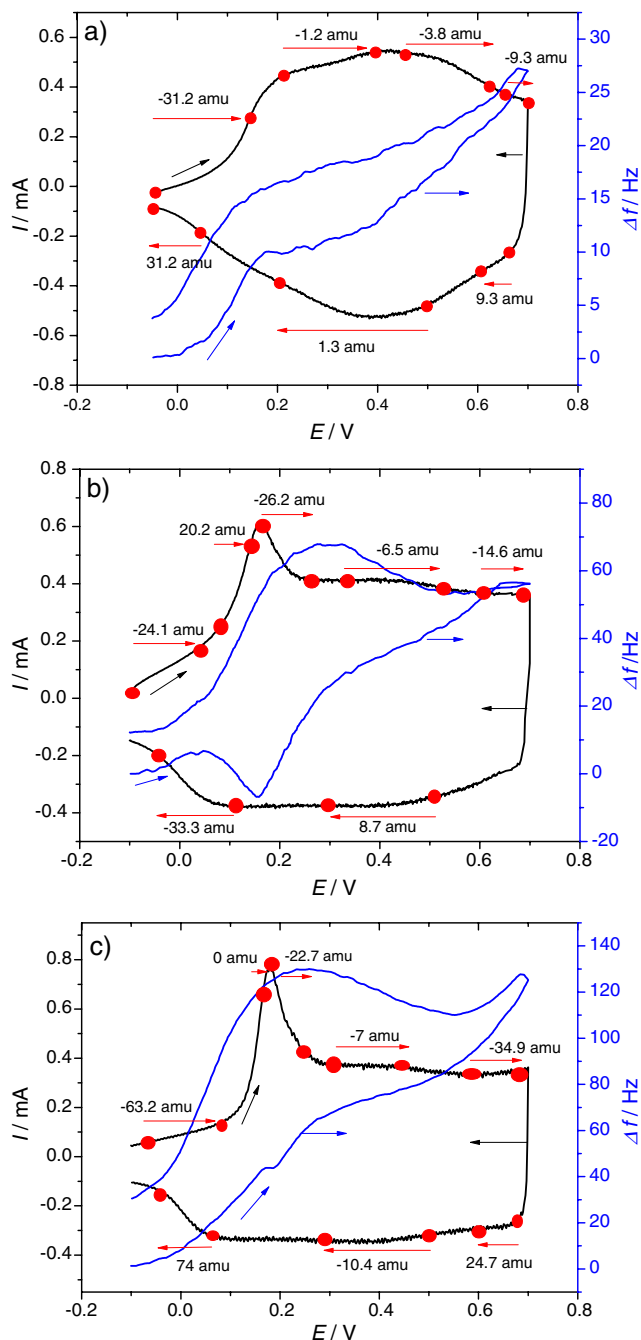 a)
-1.2 amu
-3.8 amu
-9.3 amu
-31.2 amu
31.2 amu
9.3 amu
1.3 amu
0.6
0.4
0.2
0.0
-0.2
-0.4
-0.6
-0.8
I / mA
30
25
20
15
10
5
0
Δf / Hz
-0.2 0.0 0.2 0.4 0.6 0.8
E / V
b)
-26.2 amu
20.2 amu
-6.5 amu
-14.6 amu
-24.1 amu
-33.3 amu
8.7 amu
0.8
0.6
0.4
0.2
0.0
-0.2
-0.4
I / mA
80
60
40
20
0
-20
Δf /Hz
-0.2 0.0 0.2 0.4 0.6 0.8
E / V
c)
0 amu
-22.7 amu
-7 amu
-34.9 amu
-63.2 amu
74 amu
-10.4 amu
24.7 amu
0.8
0.4
0.0
-0.4
I / mA
140
120
100
80
60
40
20
0
Δf / Hz
-0.2 0.0 0.2 0.4 0.6 0.8
E / V